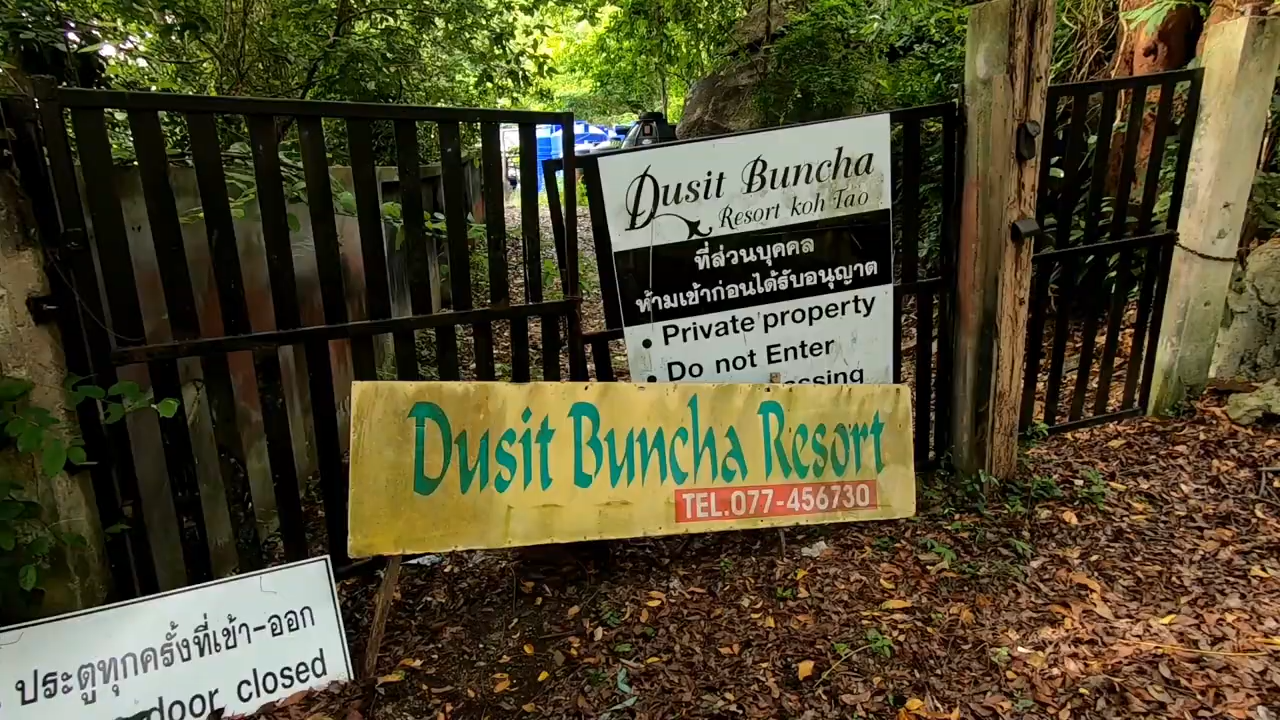 Dusit Buncha
Resort koh Tao
ที่ส่วนบุคคล
ห้ามเข้าก่อนได้รับอนุญาต
• Private property
• Do not Enter
Dusit Buncha Resort
TEL.077-456730
ประตูทุกครั้งที่เข้า-ออก
door closed